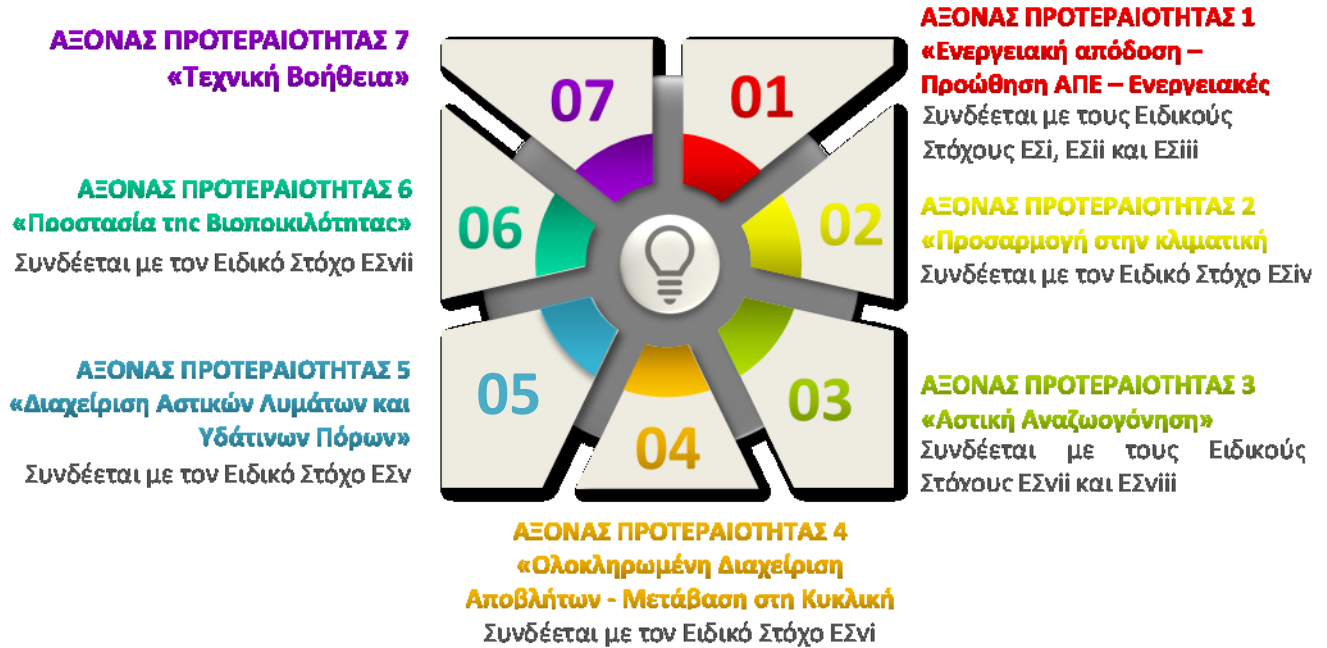 ΑΞΟΝΑΣ ΠΡΟΤΕΡΑΙΟΤΗΤΑΣ 1
«Ενεργειακή απόδοση –
Προώθηση ΑΠΕ – Ενεργειακές
Συνδέεται με τους Ειδικούς
Στόχους ΕΣi, ΕΣii και ΕΣiii
ΑΞΟΝΑΣ ΠΡΟΤΕΡΑΙΟΤΗΤΑΣ 2
«Προσαρμογή στην κλιματική
Συνδέεται με τον Ειδικό Στόχο ΕΣiv
ΑΞΟΝΑΣ ΠΡΟΤΕΡΑΙΟΤΗΤΑΣ 3
«Αστική Αναζωογόνηση»
Συνδέεται με τους Ειδικούς
Στόχους ΕΣvii και ΕΣviii
ΑΞΟΝΑΣ ΠΡΟΤΕΡΑΙΟΤΗΤΑΣ 4
«Ολοκληρωμένη Διαχείριση
Αποβλήτων - Μετάβαση στη Κυκλική
Συνδέεται με τον Ειδικό Στόχο ΕΣvi
ΑΞΟΝΑΣ ΠΡΟΤΕΡΑΙΟΤΗΤΑΣ 5
«Διαχείριση Αστικών Λυμάτων και
Υδάτινων Πόρων»
Συνδέεται με τον Ειδικό Στόχο ΕΣv
ΑΞΟΝΑΣ ΠΡΟΤΕΡΑΙΟΤΗΤΑΣ 6
«Προστασία της Βιοποικιλότητας»
Συνδέεται με τον Ειδικό Στόχο ΕΣvii
ΑΞΟΝΑΣ ΠΡΟΤΕΡΑΙΟΤΗΤΑΣ 7
«Τεχνική Βοήθεια»
01
02
03
04
05
06
07